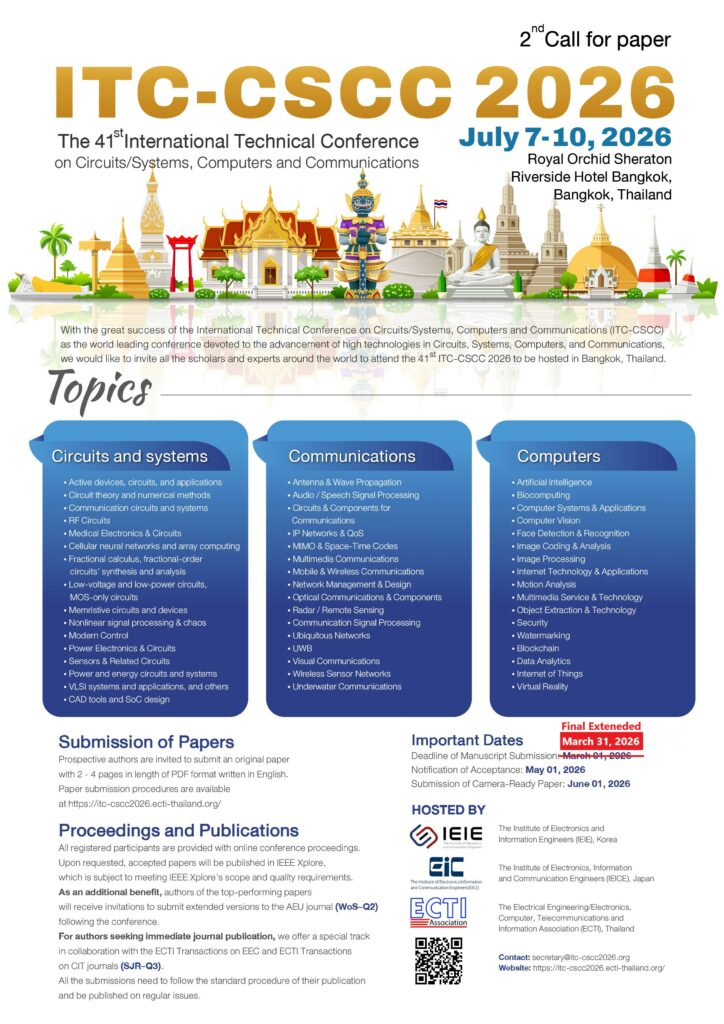 2nd Call for paper
ITC-CSCC 2026
The 41st International Technical Conference
on Circuits/Systems, Computers and Communications
July 7-10, 2026
Royal Orchid Sheraton
Riverside Hotel Bangkok,
Bangkok, Thailand
With the great success of the International Technical Conference on Circuits/Systems, Computers and Communications (ITC-CSCC)
as the world leading conference devoted to the advancement of high technologies in Circuits, Systems, Computers, and Communications,
we would like to invite all the scholars and experts around the world to attend the 41st ITC-CSCC 2026 to be hosted in Bangkok, Thailand.
Topics
Circuits and systems
• Active devices, circuits, and applications
• Circuit theory and numerical methods
• Communication circuits and systems
• RF Circuits
• Medical Electronics & Circuits
• Cellular neural networks and array computing
• Fractional calculus, fractional-order
circuits' synthesis and analysis
• Low-voltage and low-power circuits,
MOS-only circuits
• Memristive circuits and devices
• Nonlinear signal processing & chaos
• Modern Control
• Power Electronics & Circuits
• Sensors & Related Circuits
• Power and energy circuits and systems
• VLSI systems and applications, and others
• CAD tools and SoC design
Communications
• Antenna & Wave Propagation
• Audio / Speech Signal Processing
• Circuits & Components for
Communications
• IP Networks & QoS
• MIMO & Space-Time Codes
• Multimedia Communications
• Mobile & Wireless Communications
• Network Management & Design
• Optical Communications & Components
• Radar / Remote Sensing
• Communication Signal Processing
• Ubiquitous Networks
• UWB
• Visual Communications
• Wireless Sensor Networks
• Underwater Communications
Computers
• Artificial Intelligence
• Biocomputing
• Computer Systems & Applications
• Computer Vision
• Face Detection & Recognition
• Image Coding & Analysis
• Image Processing
• Internet Technology & Applications
• Motion Analysis
• Multimedia Service & Technology
• Object Extraction & Technology
• Security
• Watermarking
• Blockchain
• Data Analytics
• Internet of Things
• Virtual Reality
Submission of Papers
Prospective authors are invited to submit an original paper
with 2 - 4 pages in length of PDF format written in English.
Paper submission procedures are available
at https://itc-cscc2026.ecti-thailand.org/
Proceedings and Publications
All registered participants are provided with online conference proceedings.
Upon requested, accepted papers will be published in IEEE Xplore,
which is subject to meeting IEEE Xplore's scope and quality requirements.
As an additional benefit, authors of the top-performing papers
will receive invitations to submit extended versions to the AEU journal (WoS-Q2)
following the conference.
For authors seeking immediate journal publication, we offer a special track
in collaboration with the ECTI Transactions on EEC and ECTI Transactions
on CIT journals (SJR-Q3).
All the submissions need to follow the standard procedure of their publication
and be published on regular issues.
Final Exteneded
Important Dates
March 31, 2026
Deadline of Manuscript Submission: March 01, 2026
Notification of Acceptance: May 01, 2026
Submission of Camera-Ready Paper: June 01, 2026
HOSTED BY
IEIE
The Institute of Electronics and
Information Engineers (IEIE), Korea
EiC
The Institute of Electronics, Information
and Communication Engineers (IEICE), Japan
ECTI
Association
The Electrical Engineering/Electronics,
Computer, Telecommunications and
Information Association (ECTI), Thailand
Contact: secretary@itc-cscc2026.org
Website: https://itc-cscc2026.ecti-thailand.org/